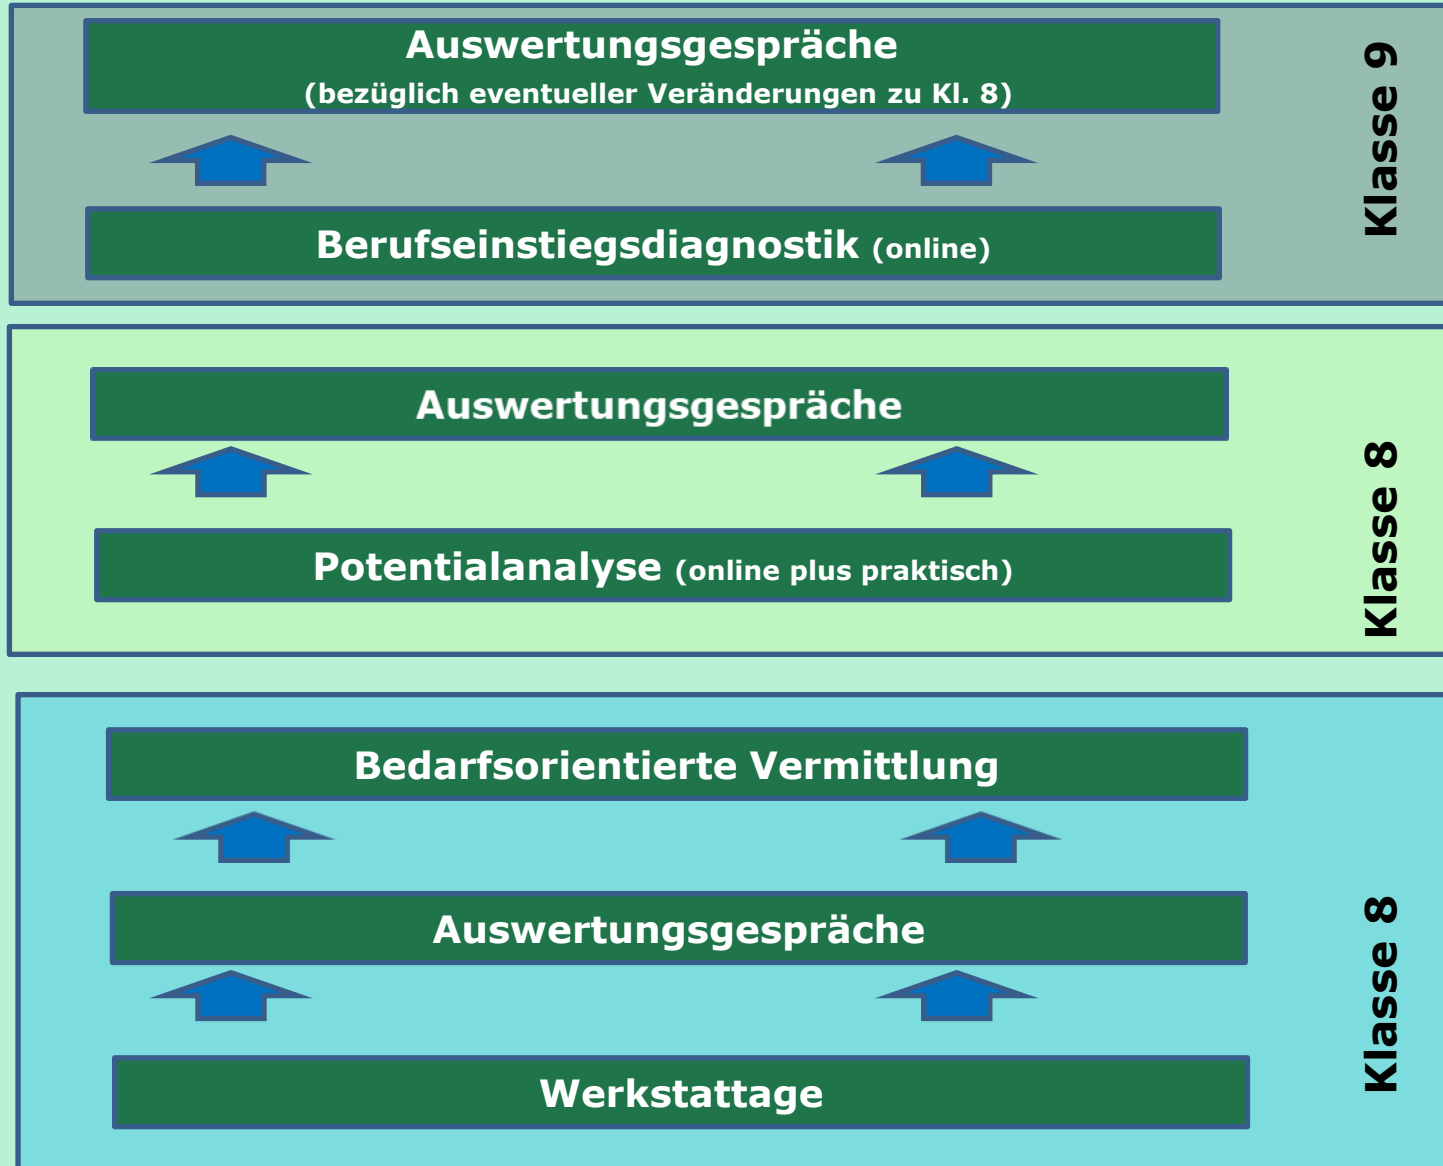 Auswertungsgespräche
(bezüglich eventueller Veränderungen zu Kl. 8)
Berufseinstiegsdiagnostik (online)
Klasse 9
Auswertungsgespräche
Potentialanalyse (online plus praktisch)
Klasse 8
Bedarfsorientierte Vermittlung
Auswertungsgespräche
Werkstattage
Klasse 8